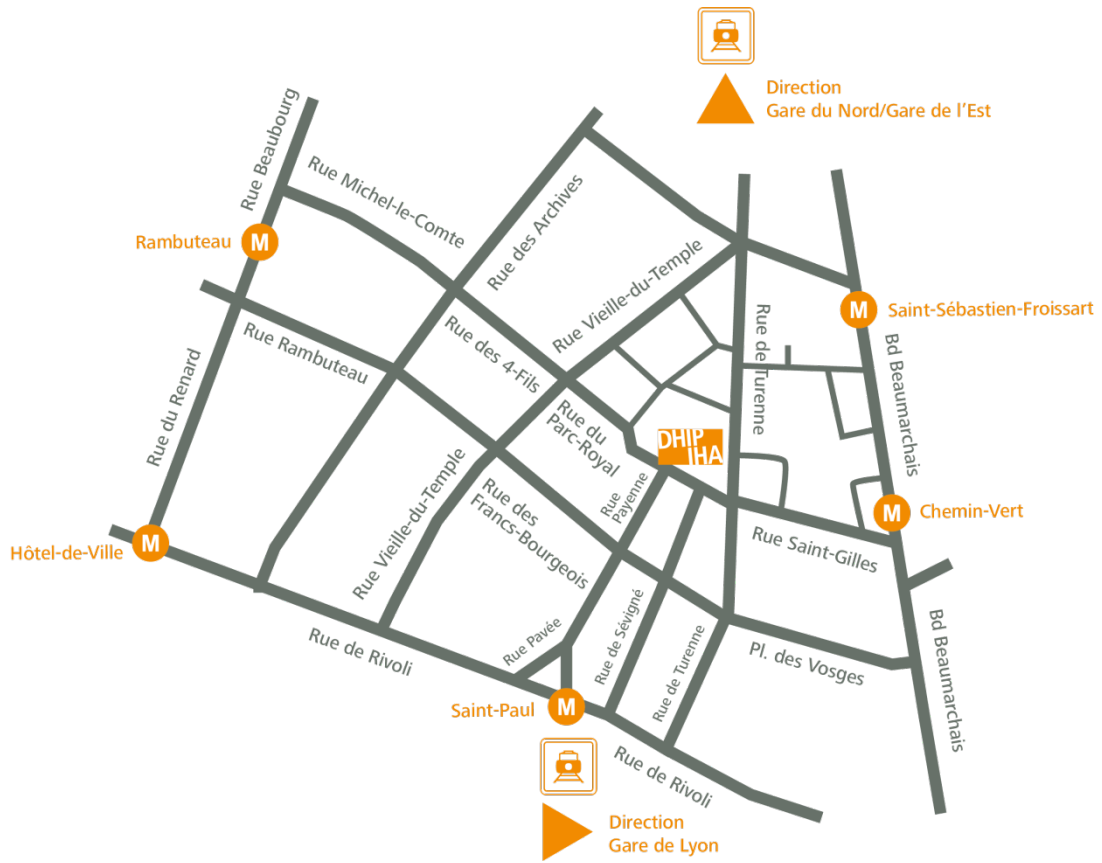 Direction
Gare du Nord/Gare de l'Est
Rue Beaubourg
Rue Michel-le-Comte
Rue des Archives
Rambuteau
M
Rue Vieille-du-Temple
M
Saint-Sébastien-Froissart
Rue Rambuteau
Rue des 4-Fils
Rue de Turenne
Bd Beaumarchais
Rue du Renard
Rue du
Parc-Royal
DHIP
IHA
Rue Vieille-du-Temple
Rue des
Francs-Bourgeois
Rue
Payenne
M
Chemin-Vert
Rue Saint-Gilles
Hôtel-de-Ville
M
Rue de Rivoli
Rue Pavée
Rue de Sévigné
Rue de Turenne
Pl. des Vosges
Bd Beaumarchais
Saint-Paul
M
Rue de Rivoli
Direction
Gare de Lyon